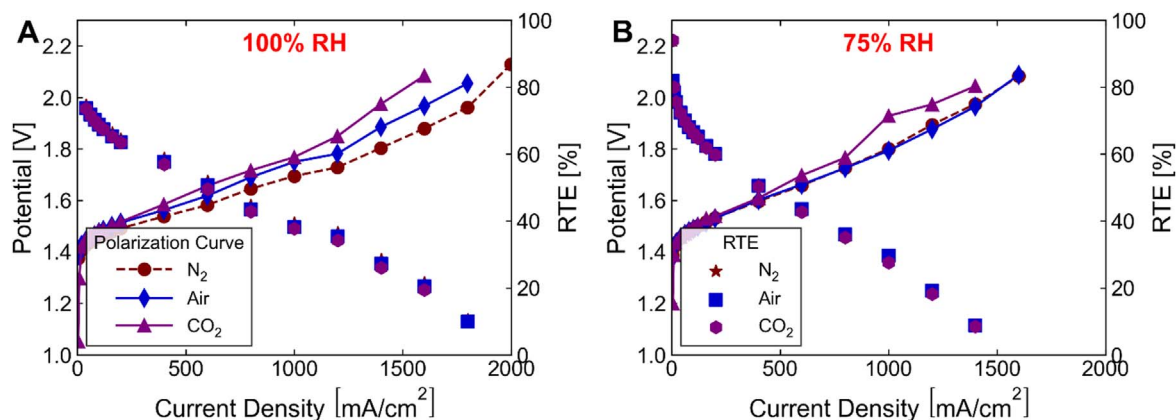 A
100% RH
Potential [V]
2.2
2.0
1.8
1.6
1.4
1.2
1.0
100
80
60
40
20
0
RTE [%]
Polarization Curve
N2
Air
CO2
0
500
1000
1500
2000
Current Density [mA/cm2]
B
75% RH
Potential [V]
2.2
2.0
1.8
1.6
1.4
1.2
1.0
100
80
60
40
20
0
RTE [%]
RTE
N2
Air
CO2
0
500
1000
1500
2000
Current Density [mA/cm2]